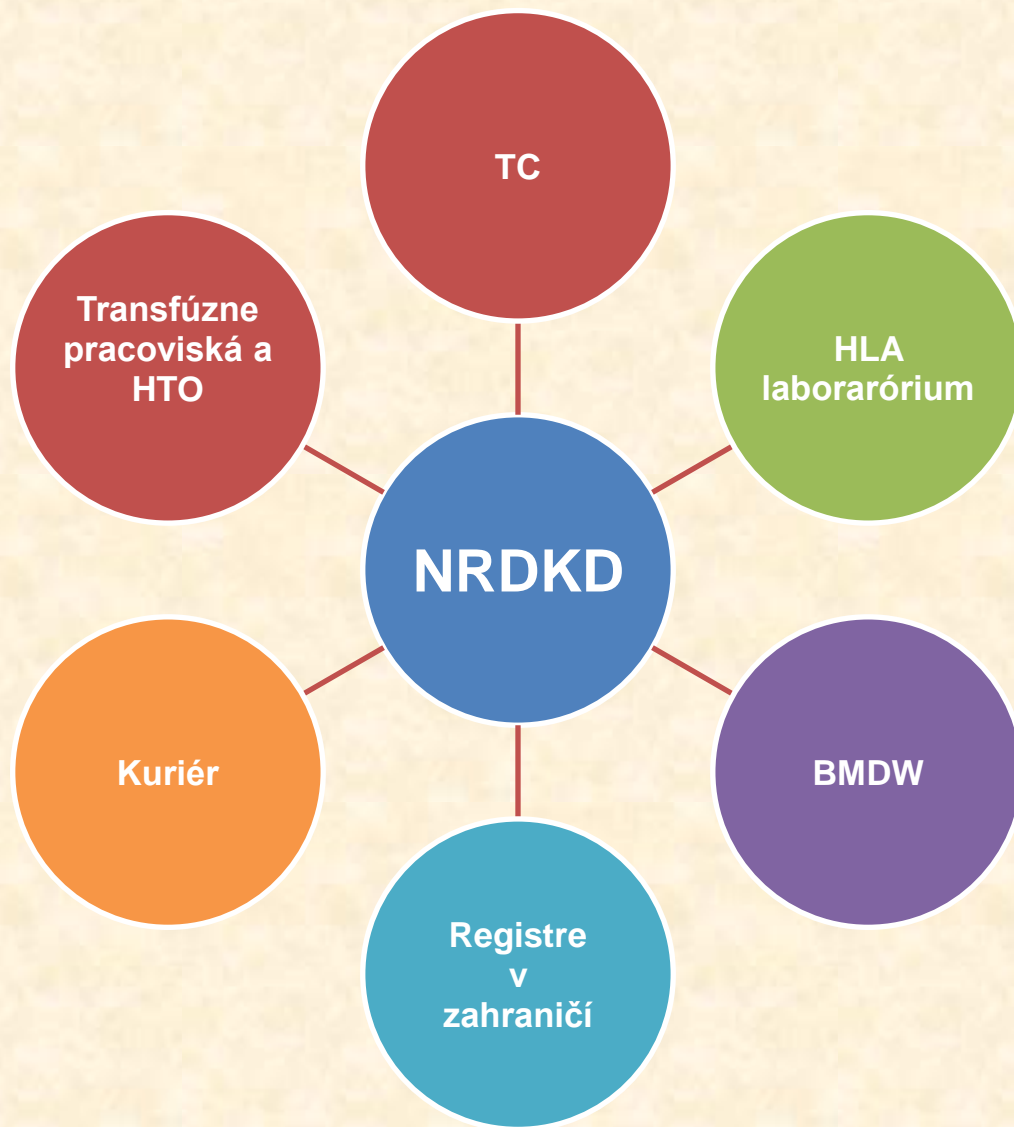 TC
Transfúzne
pracoviská a
HTO
HLA
laborarórium
NRDKD
Kuriér
BMDW
Registre
v
zahraničí